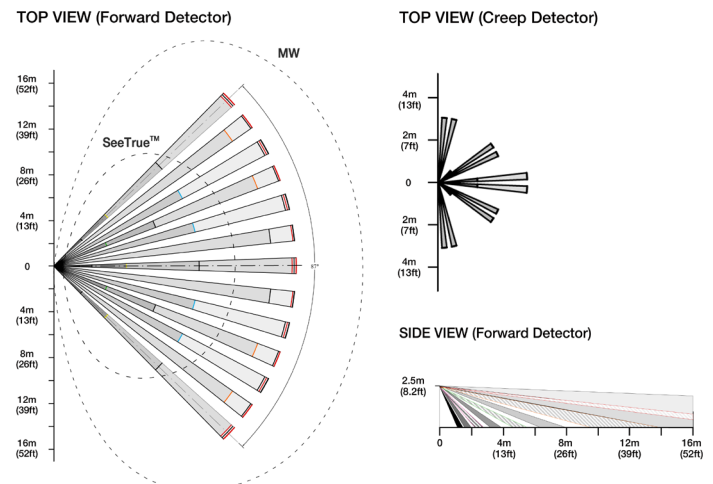 TOP VIEW (Forward Detector)
MW
16m
(52ft)
12m
(39ft)
SeeTrue™
8m
(26ft)
4m
(13ft)
0
87°
4m
(13ft)
8m
(26ft)
12m
(39ft)
16m
(52ft)
TOP VIEW (Creep Detector)
4m
(13ft)
2m
(7ft)
0
2m
(7ft)
4m
(13ft)
SIDE VIEW (Forward Detector)
2.5m
(8.2ft)
0 4m 8m 12m 16m
(13ft) (26ft) (39ft) (52ft)